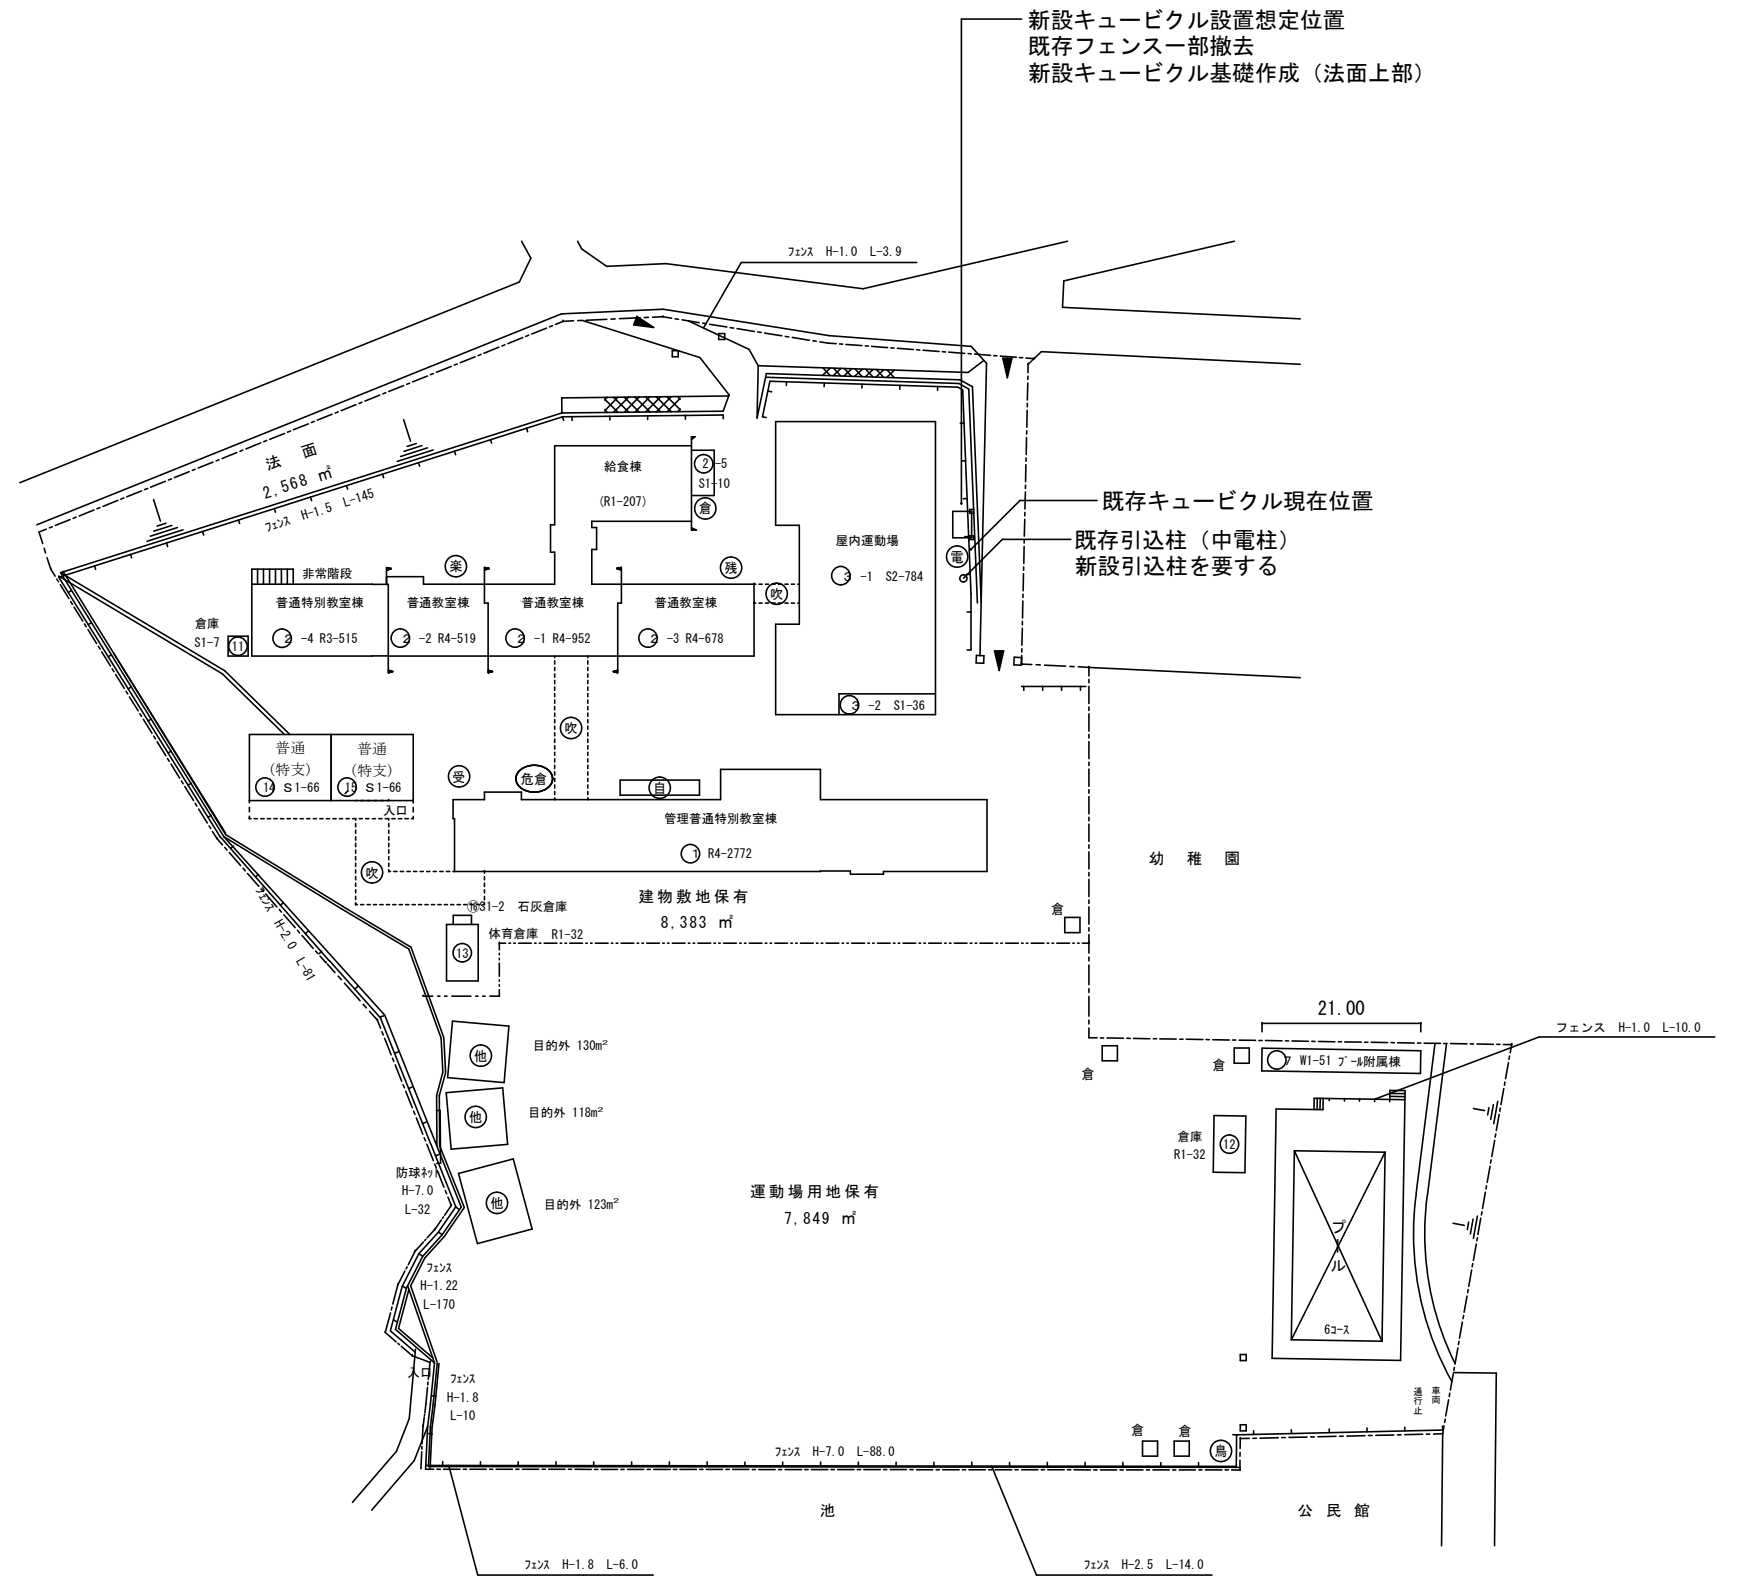 新設キュービクル設置想定位置
既存フェンス一部撤去
新設キュービクル基礎作成（法面上部）
ﾌｪﾝｽ H-1.0 L-3.9
法 面
2,568 ㎡
ﾌｪﾝｽ H-1.5 L-145
給食棟
(R1-207)
2-5
S1-10
倉
既存キュービクル現在位置
既存引込柱（中電柱）
新設引込柱を要する
屋内運動場
3 -1 S2-784
電
楽
残
吹
非常階段
普通特別教室棟
普通教室棟
普通教室棟
普通教室棟
2 -4 R3-515
2 -2 R4-519
2 -1 R4-952
2 -3 R4-678
倉庫
S1-7
11
3 -2 S1-36
吹
普通
(特支)
14 S1-66
普通
(特支)
15 S1-66
入口
受
危倉
自
管理普通特別教室棟
1 R4-2772
幼 稚 園
吹
建物敷地保有
8,383 ㎡
ﾌｪﾝｽ H-2.0 L-81
31-2 石灰倉庫
体育倉庫 R1-32
13
倉
21.00
フェンス H-1.0 L-10.0
他
目的外 130m²
倉
倉
7 W1-51 ﾌﾟｰﾙ附属棟
他
目的外 118m²
倉庫
R1-32
12
防球ﾈｯﾄ
H-7.0
L-32
他
目的外 123m²
運動場用地保有
7,849 ㎡
プール
6ｺｰｽ
ﾌｪﾝｽ
H-1.22
L-170
入口
ﾌｪﾝｽ
H-1.8
L-10
車両
通行止
倉
倉
鳥
ﾌｪﾝｽ H-7.0 L-88.0
池
公 民 館
ﾌｪﾝｽ H-1.8 L-6.0
ﾌｪﾝｽ H-2.5 L-14.0